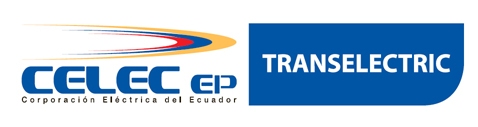 CELEC EP
Corporación Eléctrica del Ecuador
TRANSELECTRIC